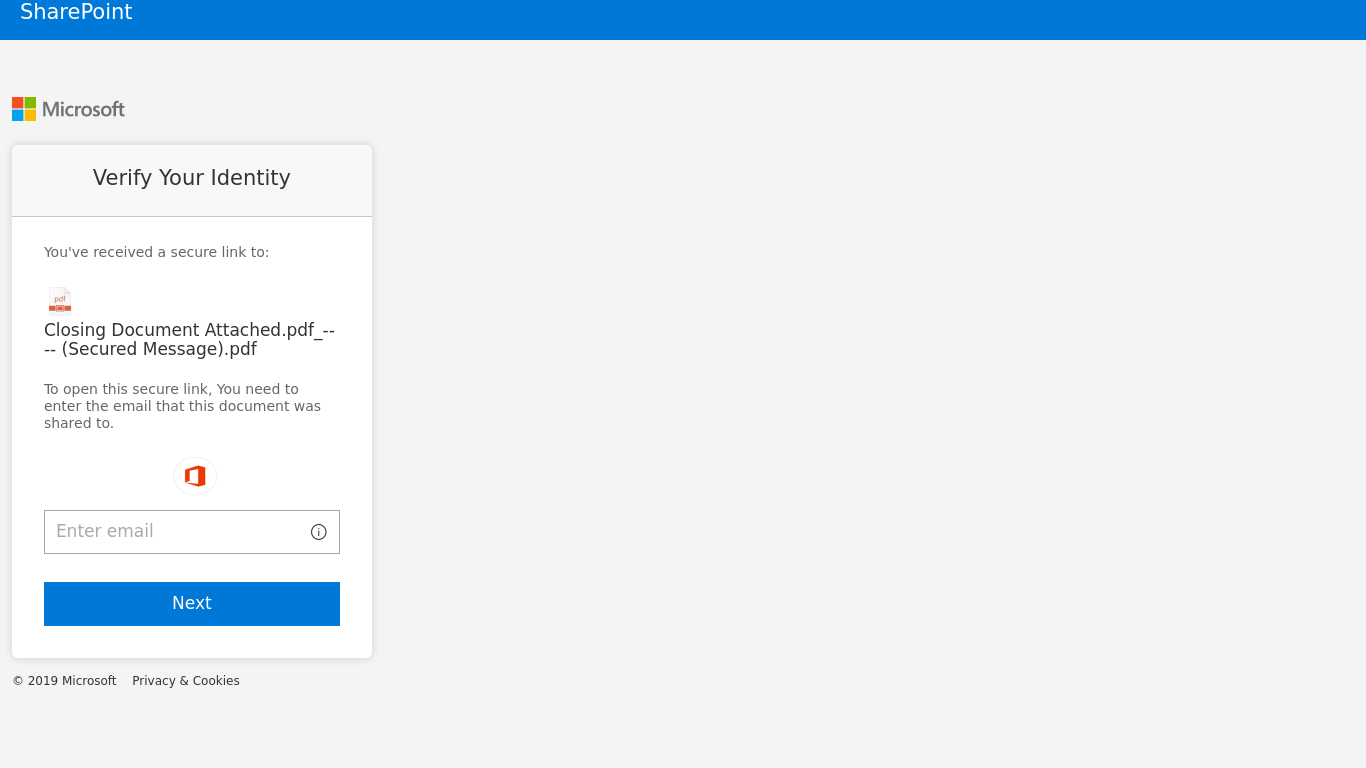 SharePoint
Microsoft
Verify Your Identity
You've received a secure link to:
pdf
Closing Document Attached.pdf_--
-- (Secured Message).pdf
To open this secure link, You need to
enter the email that this document was
shared to.
Enter email
Next
© 2019 Microsoft Privacy & Cookies